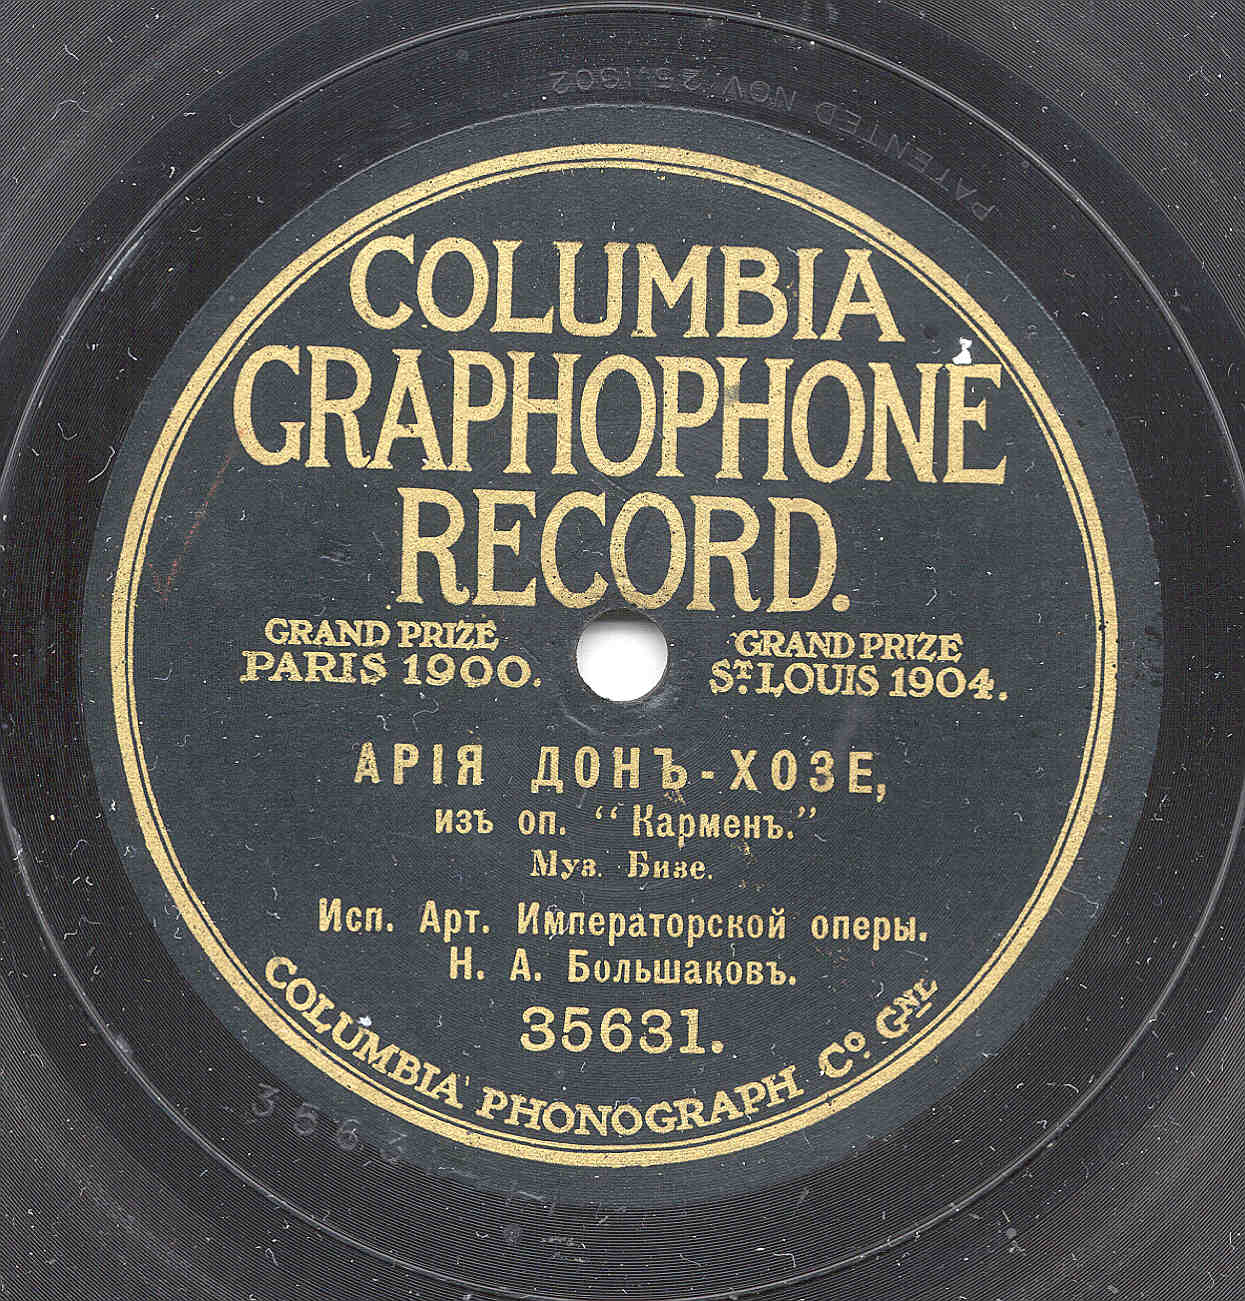 PATENTED NOV. 25, 1902
COLUMBIA
GRAPHOPHONE
RECORD.
GRAND PRIZE
PARIS 1900.
GRAND PRIZE
ST. LOUIS 1904.
АРІЯ ДОНЪ-ХОЗЕ,
изъ оп. “Карменъ.”
Муз. Бизе.
Исп. Арт. Императорской оперы.
Н. А. Большаковъ.
35631.
COLUMBIA PHONOGRAPH Co. GNL